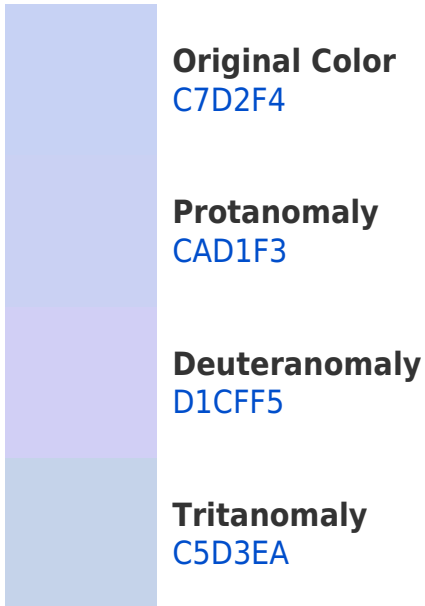 Original Color
C7D2F4
Protanomaly
CAD1F3
Deuteranomaly
D1CFF5
Tritanomaly
C5D3EA